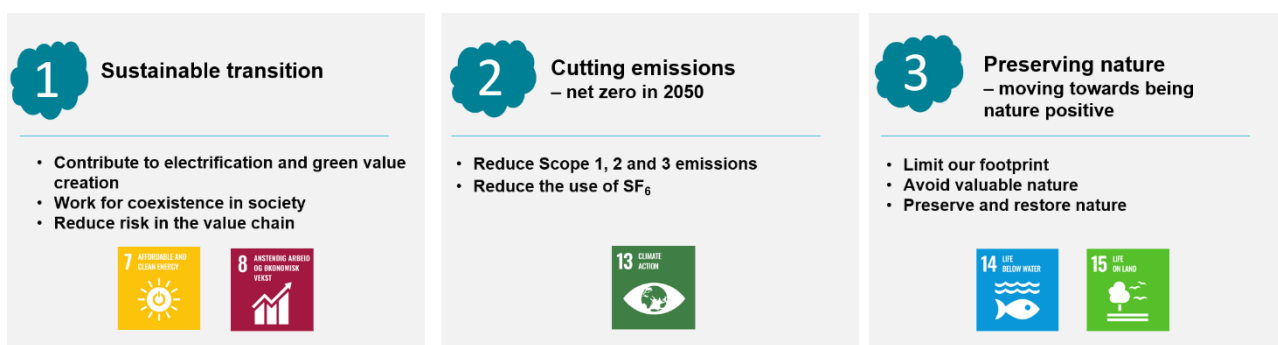 1
Sustainable transition
• Contribute to electrification and green value
creation
• Work for coexistence in society
• Reduce risk in the value chain
7 AFFORDABLE AND
CLEAN ENERGY
8 ANSTENDIG ARBEID
OG ØKONOMISK
VEKST
2
Cutting emissions
– net zero in 2050
• Reduce Scope 1, 2 and 3 emissions
• Reduce the use of SF₆
13 CLIMATE
ACTION
3
Preserving nature
– moving towards being
nature positive
• Limit our footprint
• Avoid valuable nature
• Preserve and restore nature
14 LIFE
BELOW WATER
15 LIFE
ON LAND